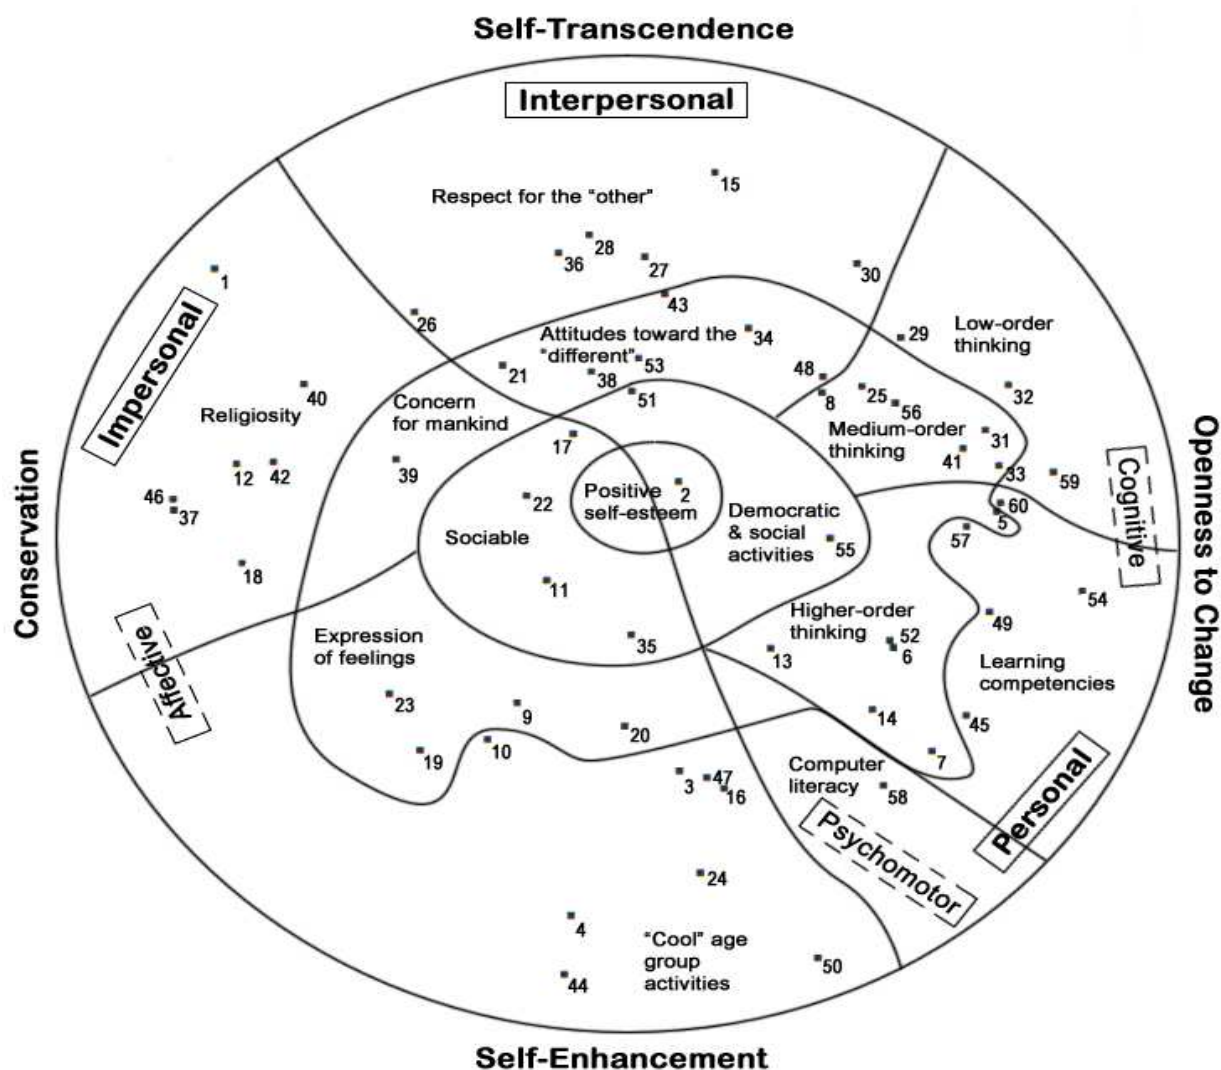 Self-Transcendence
Interpersonal
15
Respect for the "other"
28
36
27
30
1
43
26
Low-order
thinking
29
34
Attitudes toward the
"different"
53
48
21
38
Impersonal
40
Religiosity
Concern
for mankind
51
8
25
56
32
Medium-order
thinking
31
17
41
33
59
12
42
39
Cognitive
46
37
22
Positive
self-esteem
2
Democratic
& social
activities
60
5
57
Conservation
Openness to Change
Sociable
55
18
11
54
Affective
Expression
of feelings
35
Higher-order
thinking
52
6
13
49
Learning
competencies
23
9
20
14
45
19
10
7
Computer
literacy
3
47
16
58
Personal
Psychomotor
24
4
"Cool" age
group
activities
50
44
Self-Enhancement